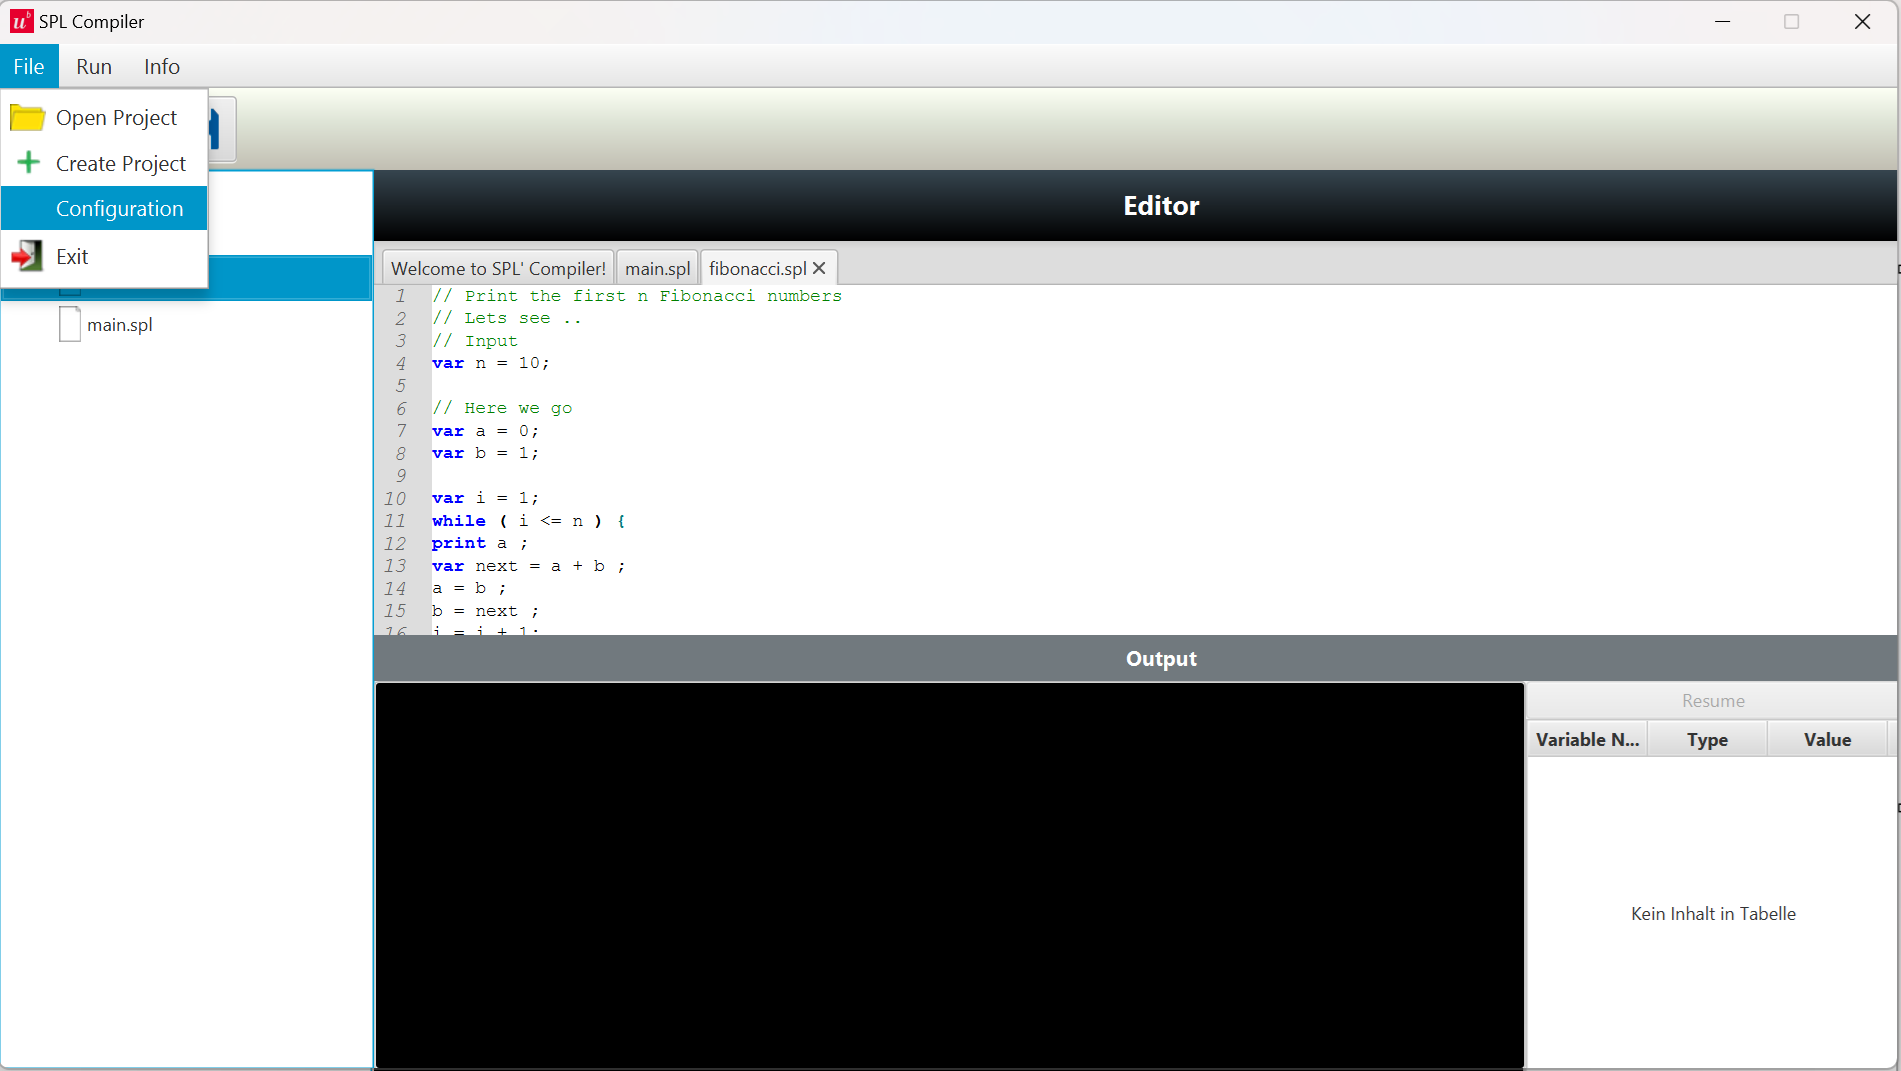 SPL Compiler
File Run Info
Open Project
Create Project
Configuration
Exit
main.spl
Editor
Welcome to SPL' Compiler! main.spl fibonacci.spl
1 // Print the first n Fibonacci numbers
2 // Lets see ..
3 // Input
4 var n = 10;
5
6 // Here we go
7 var a = 0;
8 var b = 1;
9
10 var i = 1;
11 while ( i <= n ) {
12 print a ;
13 var next = a + b ;
14 a = b ;
15 b = next ;
16 i = i + 1;
Output
Resume
Variable N... Type Value
Kein Inhalt in Tabelle